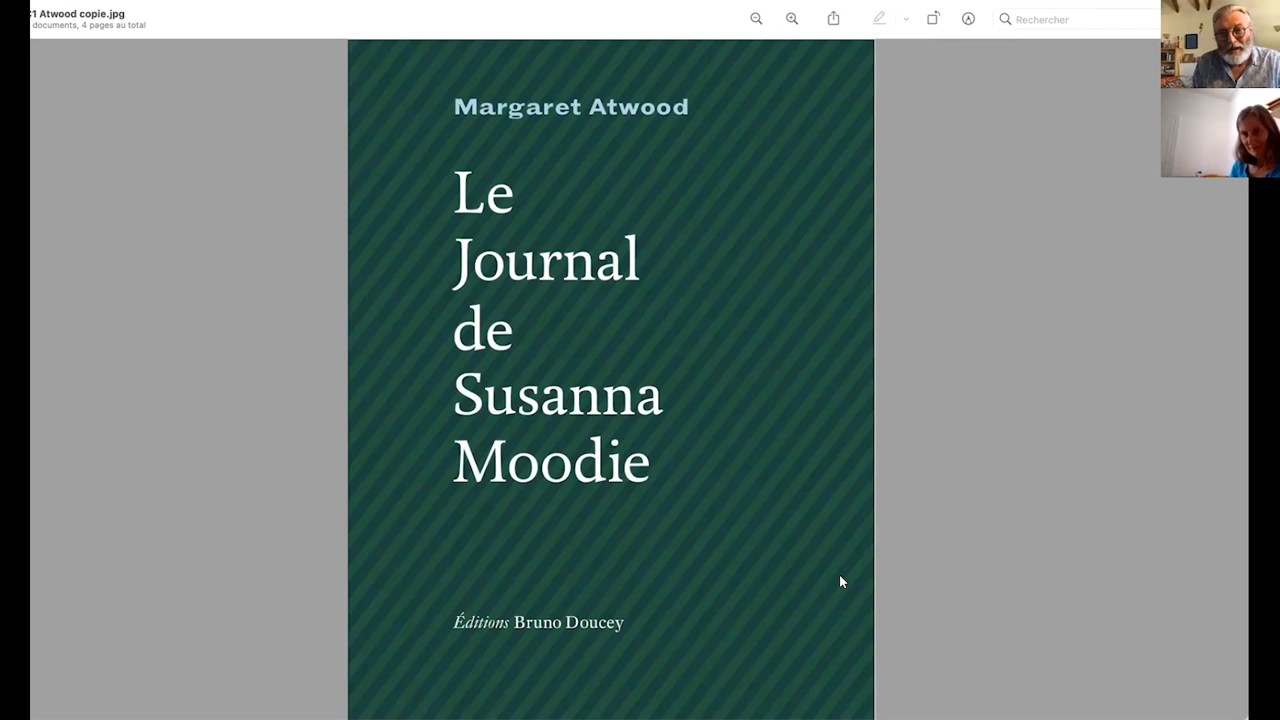 C1 Atwood copie.jpg
documents, 4 pages au total
Rechercher
Margaret Atwood
Le
Journal
de
Susanna
Moodie
Éditions Bruno Doucey